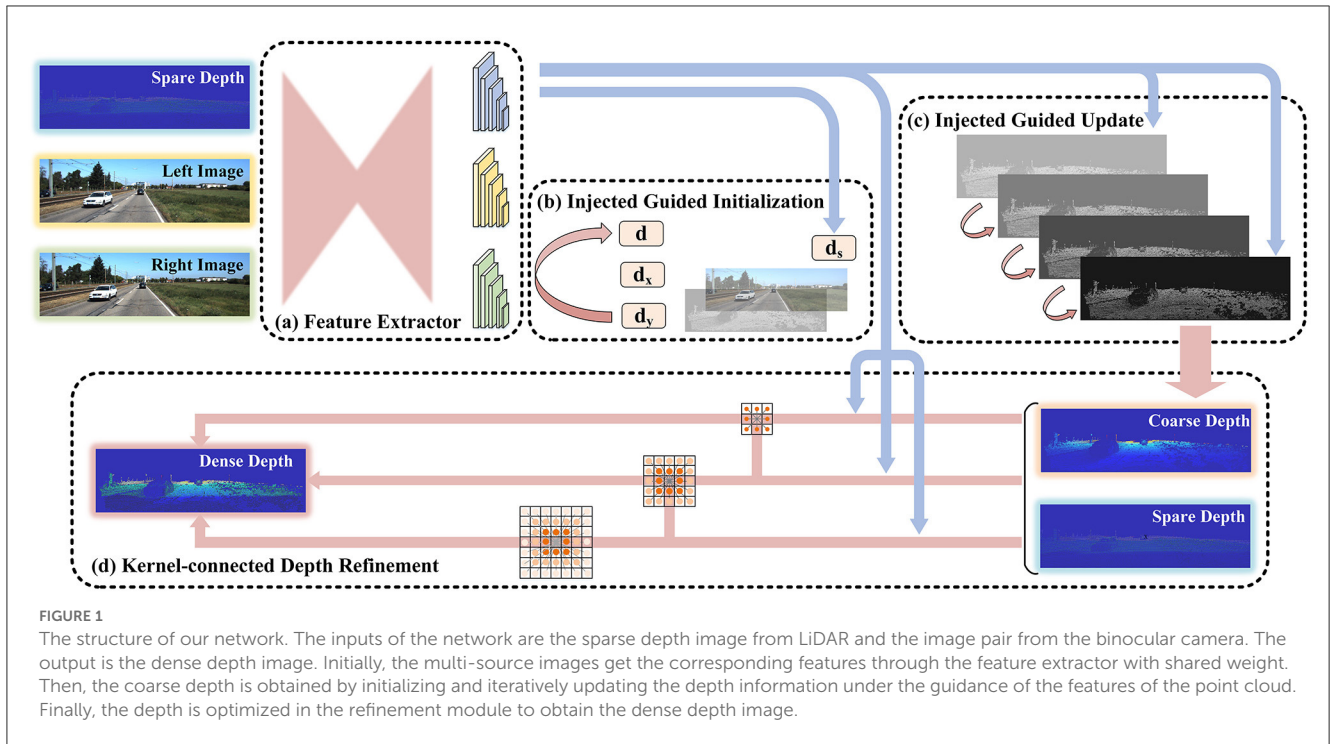 Spare Depth
Left Image
Right Image
(a) Feature Extractor
(b) Injected Guided Initialization
d
d_x
d_y
d_s
(c) Injected Guided Update
Coarse Depth
Spare Depth
Dense Depth
(d) Kernel-connected Depth Refinement
FIGURE 1
The structure of our network. The inputs of the network are the sparse depth image from LiDAR and the image pair from the binocular camera. The
output is the dense depth image. Initially, the multi-source images get the corresponding features through the feature extractor with shared weight.
Then, the coarse depth is obtained by initializing and iteratively updating the depth information under the guidance of the features of the point cloud.
Finally, the depth is optimized in the refinement module to obtain the dense depth image.